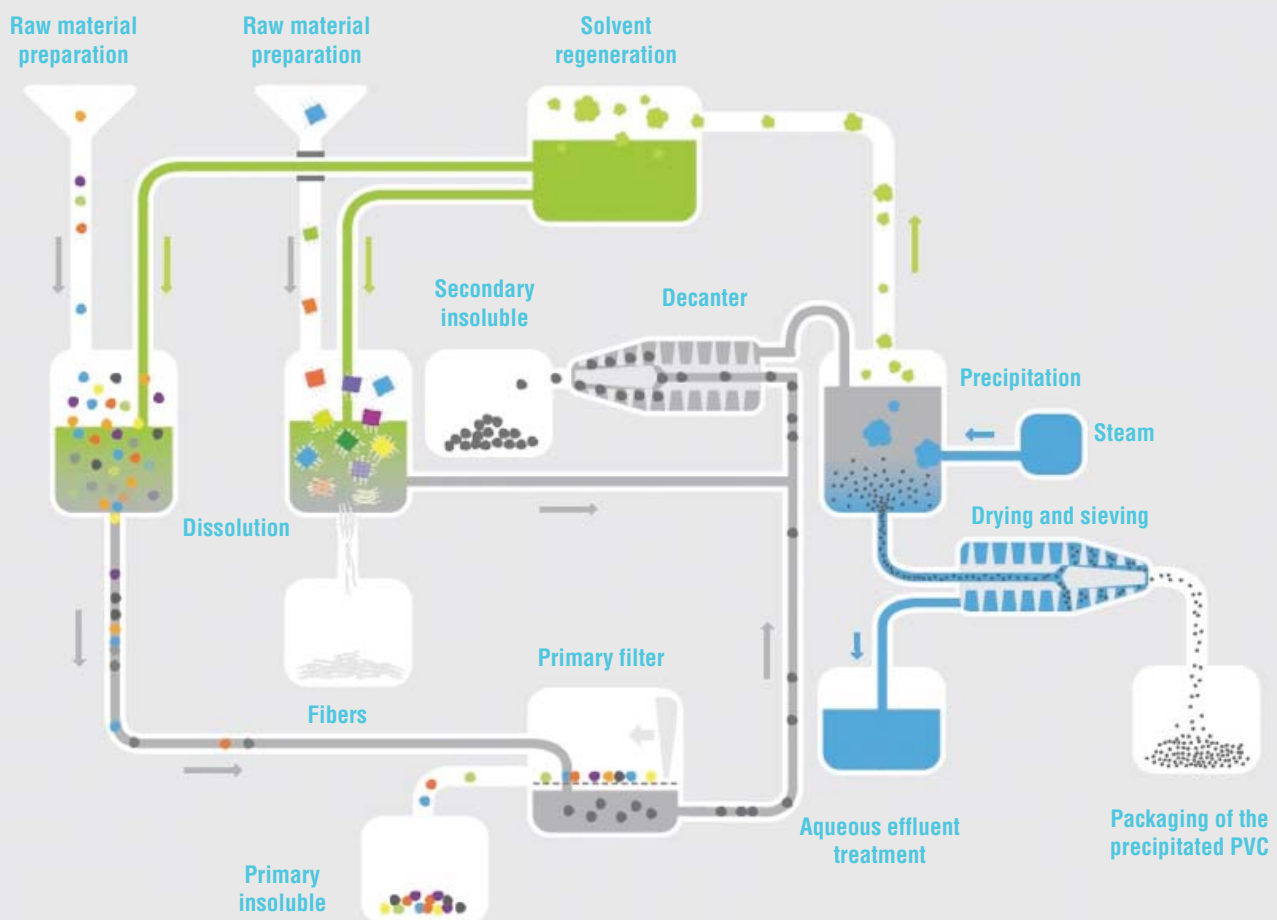 Raw material
preparation
Raw material
preparation
Solvent
regeneration
Secondary
insoluble
Decanter
Precipitation
Steam
Dissolution
Drying and sieving
Primary filter
Fibers
Aqueous effluent
treatment
Packaging of the
precipitated PVC
Primary
insoluble